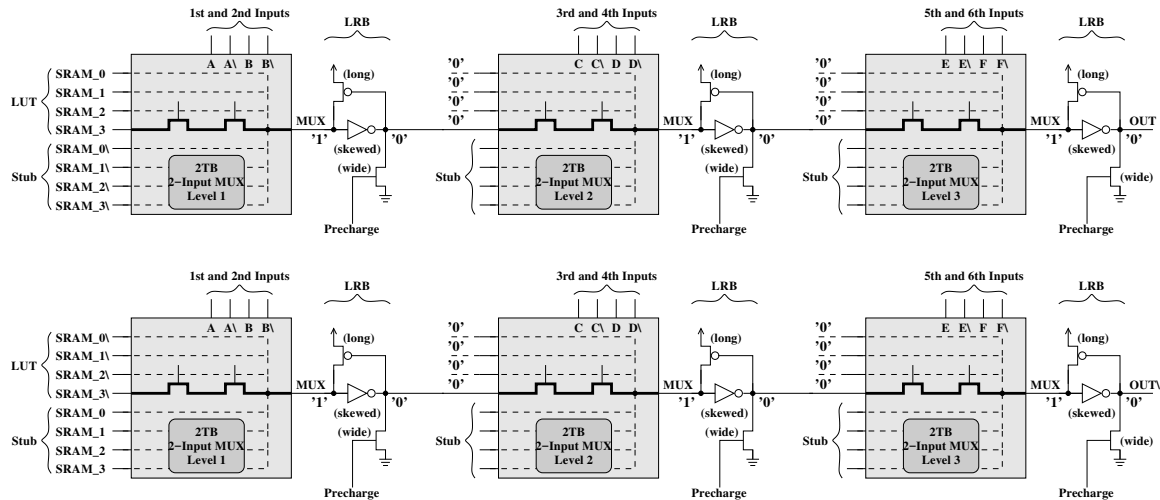 1st and 2nd Inputs LRB 3rd and 4th Inputs LRB 5th and 6th Inputs LRB
A A\ B B\ C C\ D D\ E E\ F F\
SRAM_0 (long) '0' (long) '0' (long)
SRAM_1 '0' '0'
LUT SRAM_2 '0' '0'
SRAM_3 MUX '1' '0' '0' MUX '1' '0' '0' MUX '1' '0' OUT
SRAM_0\ (skewed) (skewed) (skewed)
Stub SRAM_1\ 2TB (wide) Stub 2TB (wide) Stub 2TB (wide)
SRAM_2\ 2-Input MUX 2-Input MUX 2-Input MUX
SRAM_3\ Level 1 Level 2 Level 3
Precharge Precharge Precharge
1st and 2nd Inputs LRB 3rd and 4th Inputs LRB 5th and 6th Inputs LRB
A A\ B B\ C C\ D D\ E E\ F F\
SRAM_0\ (long) '0' (long) '0' (long)
SRAM_1\ '0' '0'
LUT SRAM_2\ '0' '0'
SRAM_3\ MUX '1' '0' '0' MUX '1' '0' '0' MUX '1' '0' OUT\
SRAM_0 (skewed) (skewed) (skewed)
Stub SRAM_1 2TB (wide) Stub 2TB (wide) Stub 2TB (wide)
SRAM_2 2-Input MUX 2-Input MUX 2-Input MUX
SRAM_3 Level 1 Level 2 Level 3
Precharge Precharge Precharge